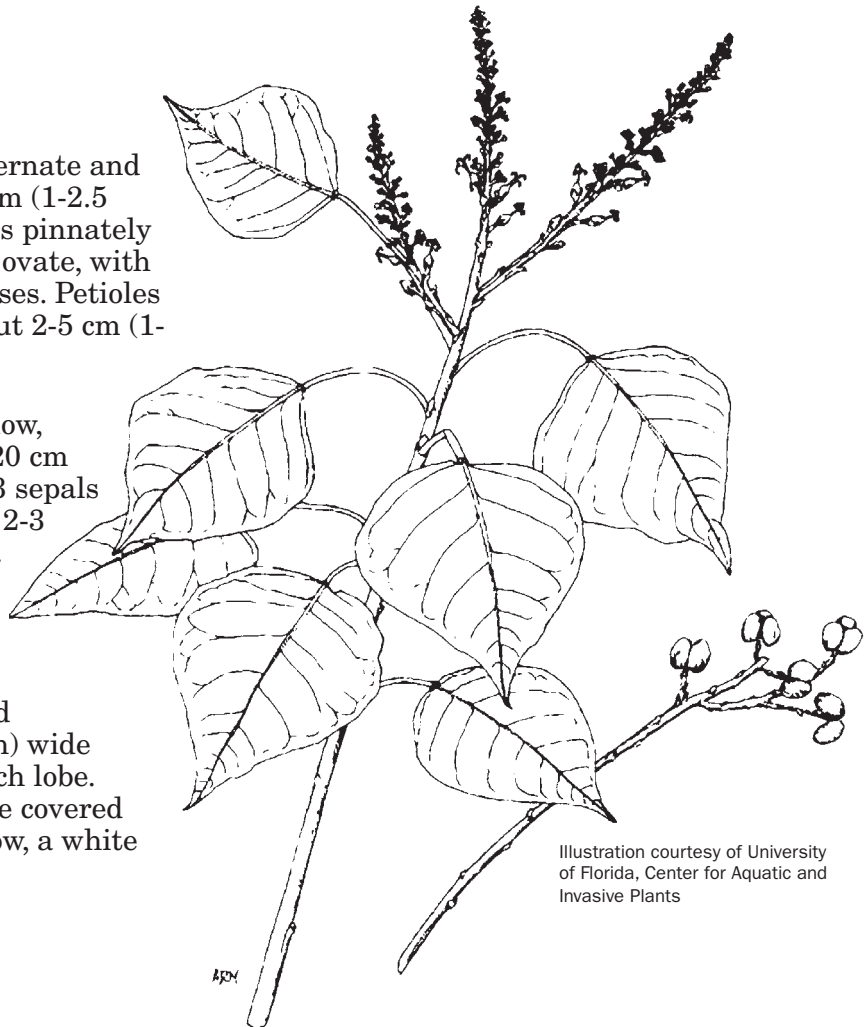 ernate and
m (1-2.5
s pinnately
ovate, with
ses. Petioles
ut 2-5 cm (1-
ow,
20 cm
3 sepals
2-3
d
) wide
ch lobe.
e covered
ow, a white
Illustration courtesy of University
of Florida, Center for Aquatic and
Invasive Plants